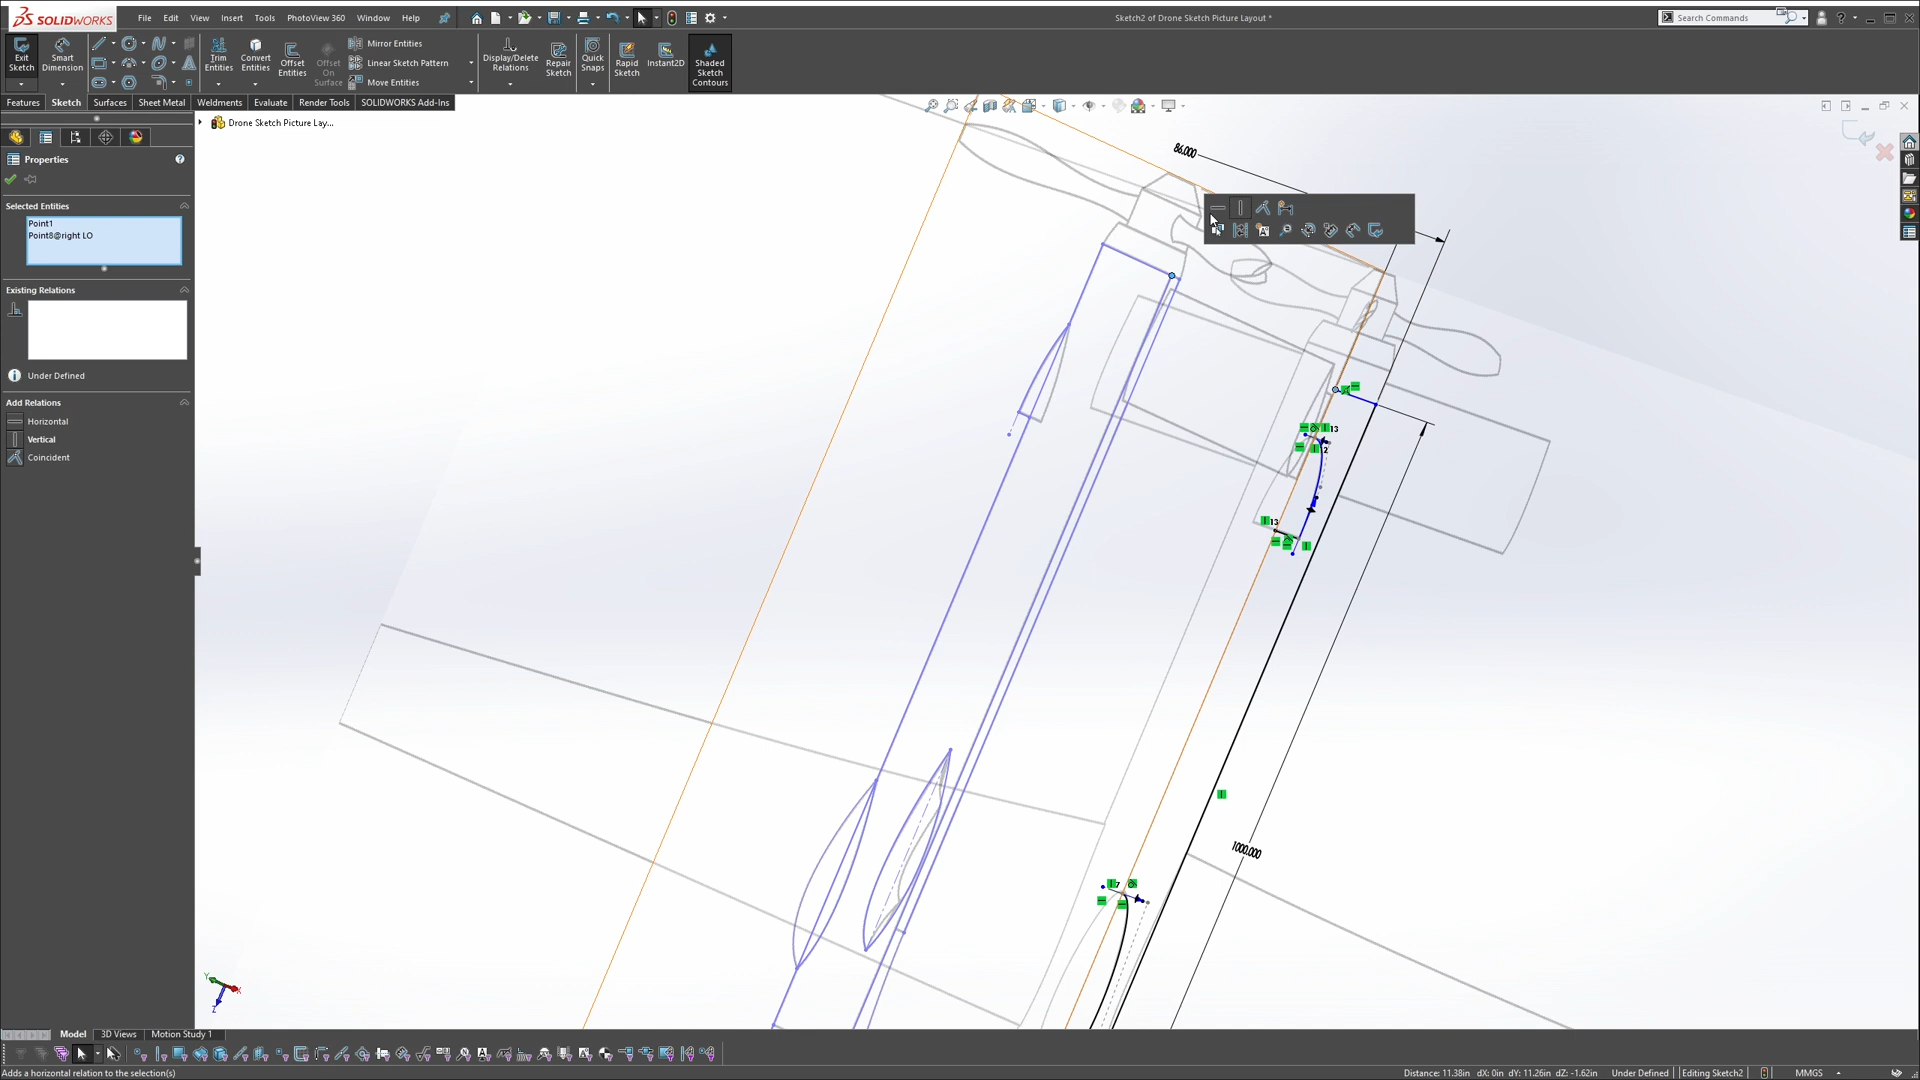 SOLIDWORKS
File Edit View Insert Tools PhotoView 360 Window Help
Sketch2 of Drone Sketch Picture Layout *
Search Commands
Exit Sketch
Smart Dimension
Trim Entities
Convert Entities
Offset Entities
Offset On Surface
Mirror Entities
Linear Sketch Pattern
Move Entities
Display/Delete Relations
Repair Sketch
Quick Snaps
Rapid Sketch
Instant2D
Shaded Sketch Contours
Features Sketch Surfaces Sheet Metal Weldments Evaluate Render Tools SOLIDWORKS Add-Ins
Drone Sketch Picture Lay...
Properties
Selected Entities
Point1
Point8@right LO
Existing Relations
Under Defined
Add Relations
Horizontal
Vertical
Coincident
86.000
13
2
13
7
1000.000
Y
X
Z
Model 3D Views Motion Study 1
Adds a horizontal relation to the selection(s)
Distance: 11.38in dX: 0in dY: 11.26in dZ: -1.62in Under Defined Editing Sketch2 MMGS